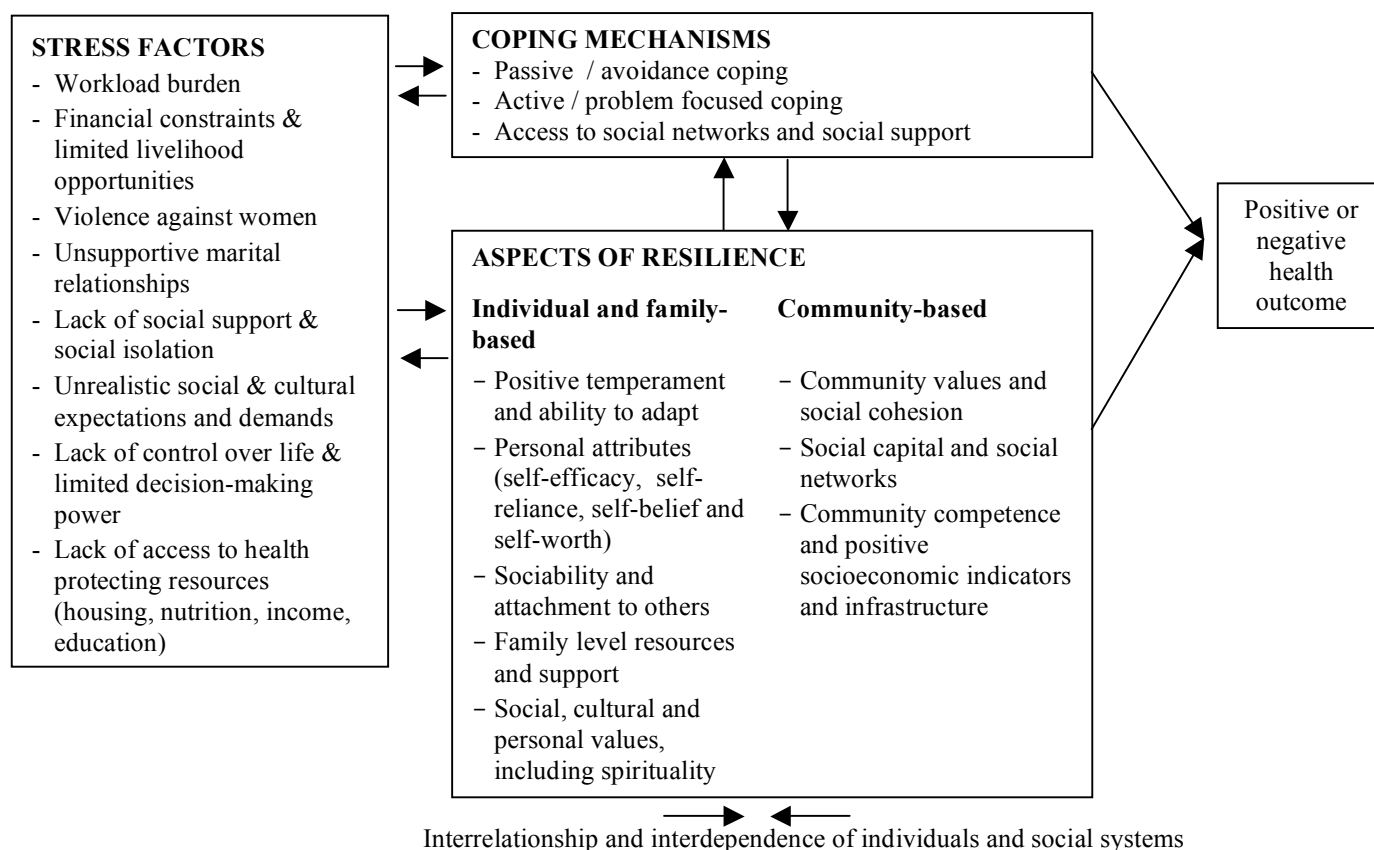 STRESS FACTORS
- Workload burden
- Financial constraints &
limited livelihood
opportunities
- Violence against women
- Unsupportive marital
relationships
- Lack of social support &
social isolation
- Unrealistic social & cultural
expectations and demands
- Lack of control over life &
limited decision-making
power
- Lack of access to health
protecting resources
(housing, nutrition, income,
education)
COPING MECHANISMS
- Passive / avoidance coping
- Active / problem focused coping
- Access to social networks and social support
ASPECTS OF RESILIENCE
Individual and family-
based
– Positive temperament
and ability to adapt
– Personal attributes
(self-efficacy, self-
reliance, self-belief and
self-worth)
– Sociability and
attachment to others
– Family level resources
and support
– Social, cultural and
personal values,
including spirituality
Community-based
– Community values and
social cohesion
– Social capital and social
networks
– Community competence
and positive
socioeconomic indicators
and infrastructure
Positive or
negative
health
outcome
Interrelationship and interdependence of individuals and social systems